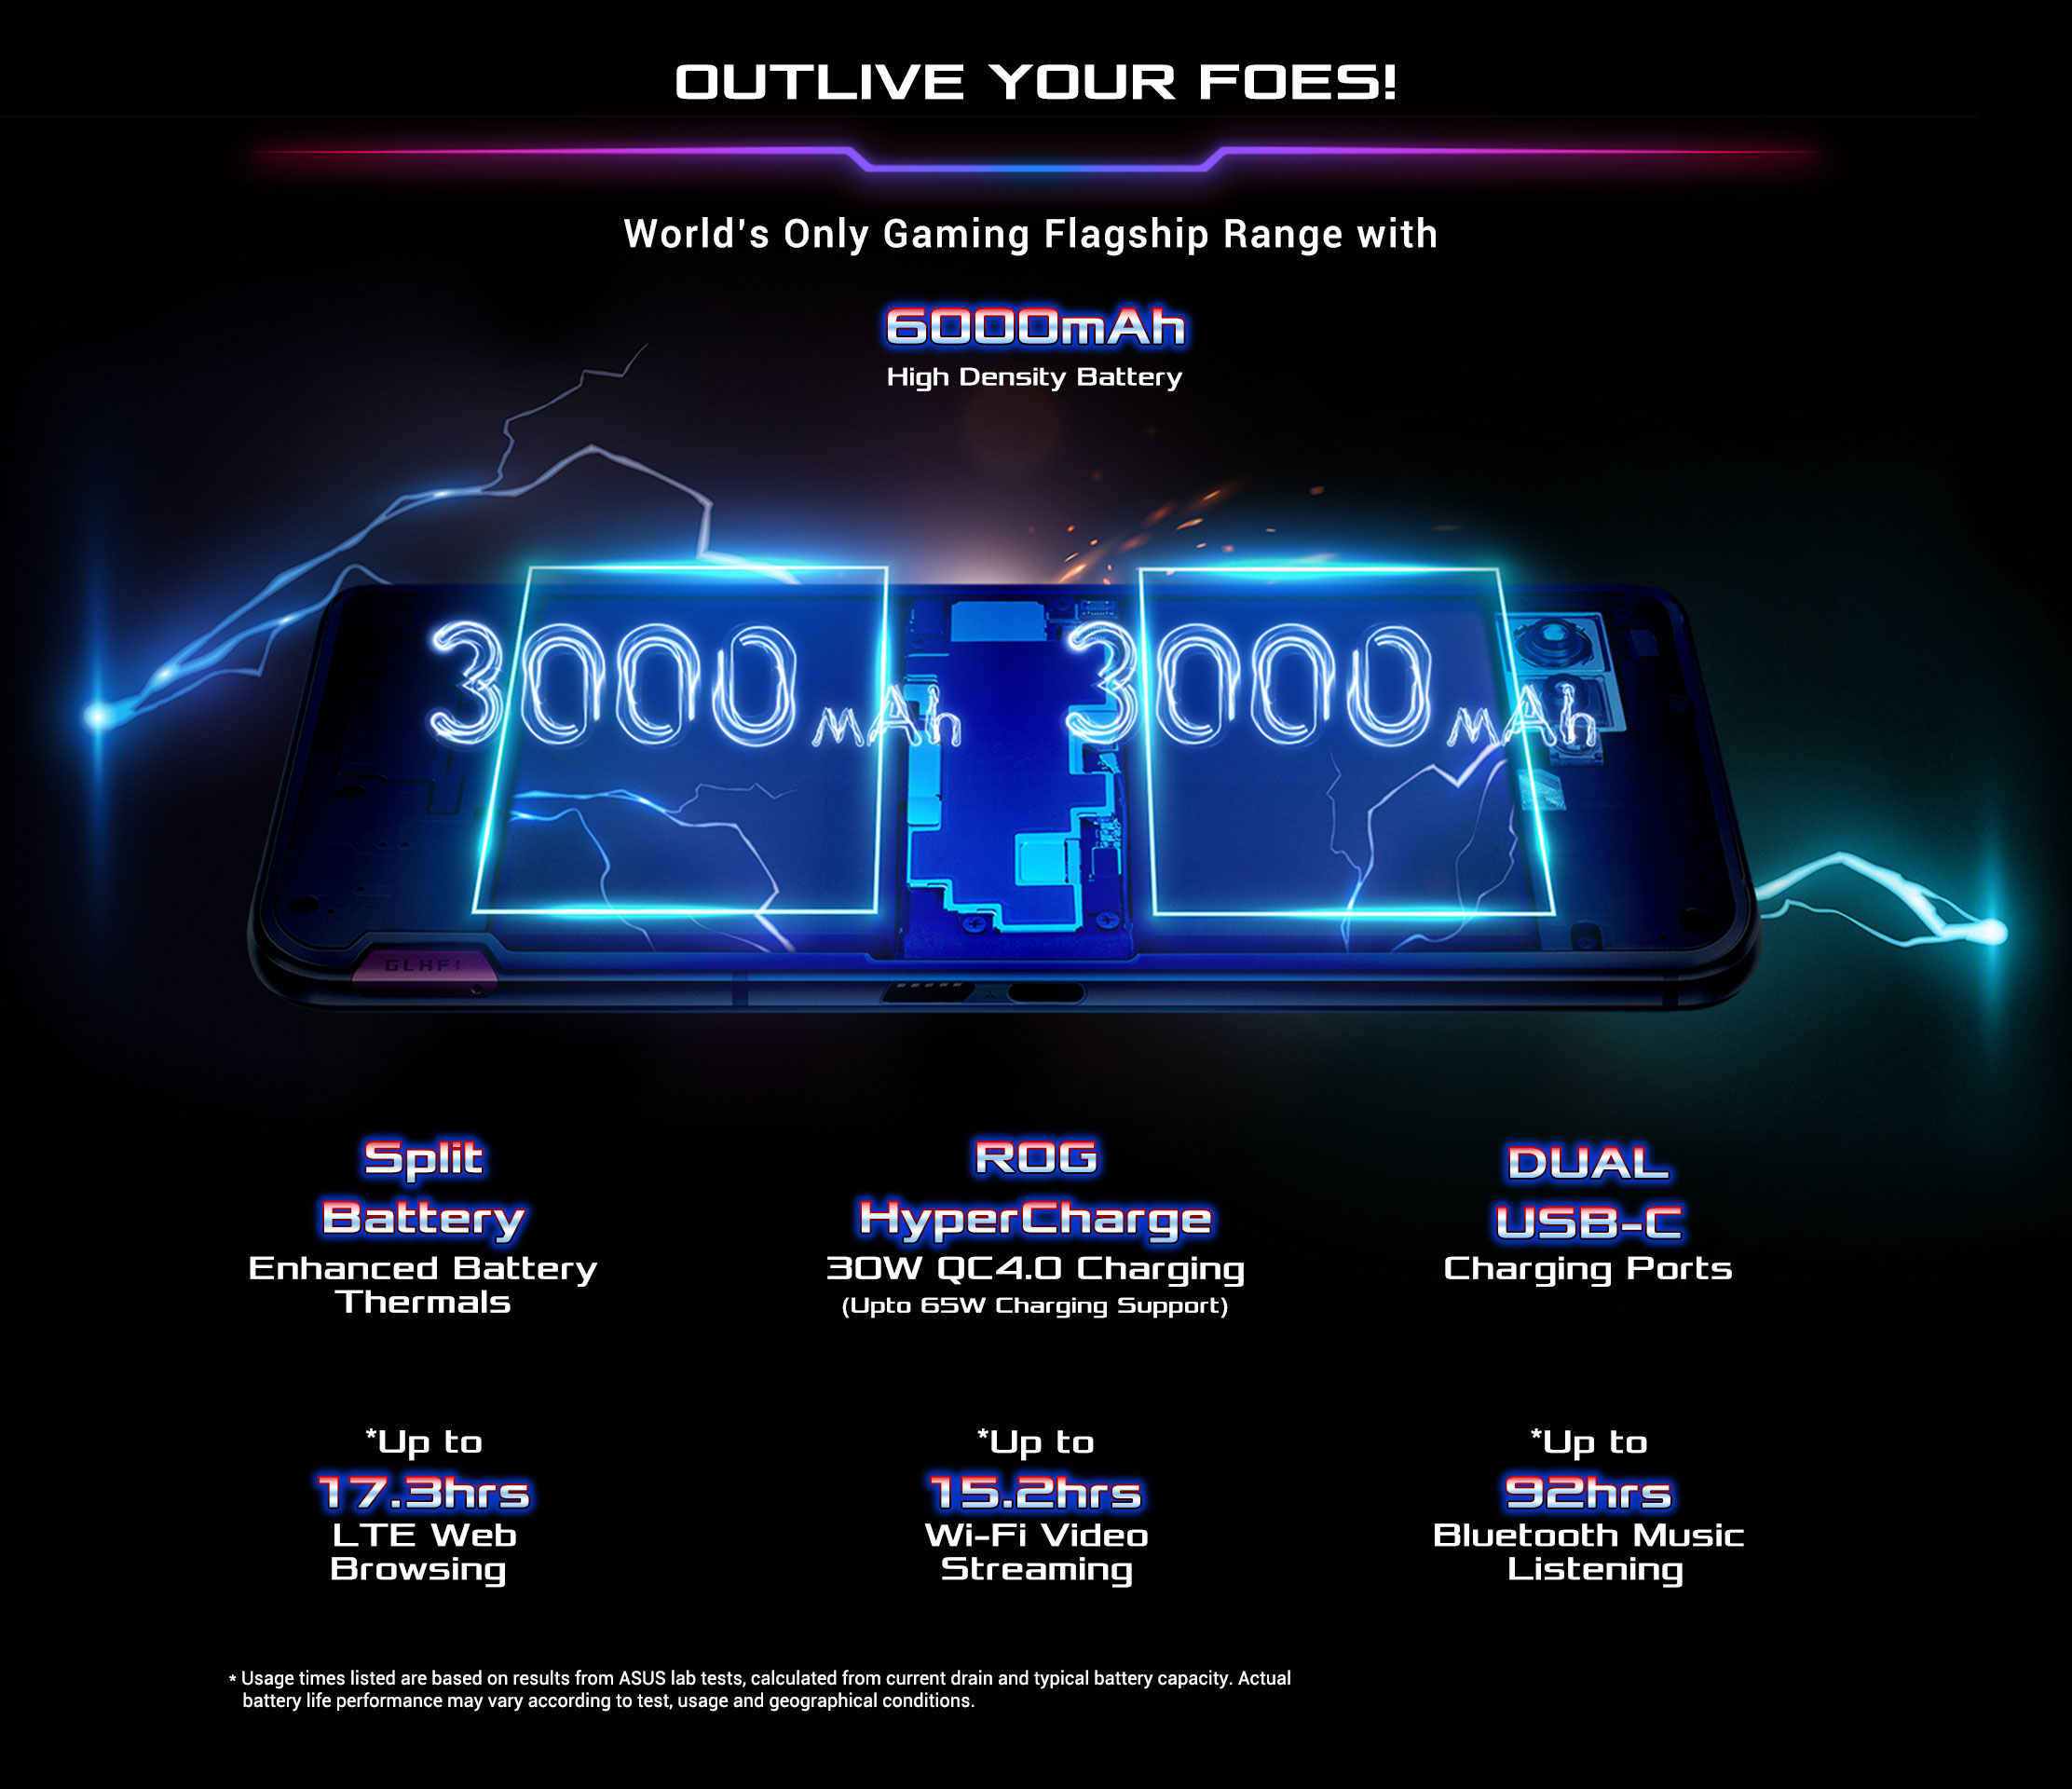 OUTLIVE YOUR FOES!
World's Only Gaming Flagship Range with
6000mAh
High Density Battery
3000mAh 3000mAh
GLHF!
Split
Battery
Enhanced Battery
Thermals
ROG
HyperCharge
30W QC4.0 Charging
(Upto 65W Charging Support)
DUAL
USB-C
Charging Ports
*Up to
17.3hrs
LTE Web
Browsing
*Up to
15.2hrs
Wi-Fi Video
Streaming
*Up to
92hrs
Bluetooth Music
Listening
* Usage times listed are based on results from ASUS lab tests, calculated from current drain and typical battery capacity. Actual
battery life performance may vary according to test, usage and geographical conditions.